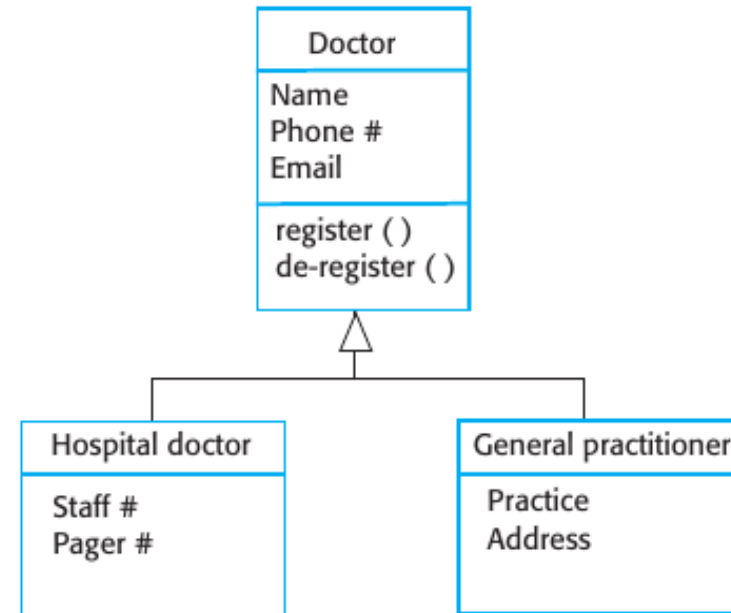 Doctor
Name
Phone #
Email
register ( )
de-register ( )
Hospital doctor
Staff #
Pager #
General practitioner
Practice
Address